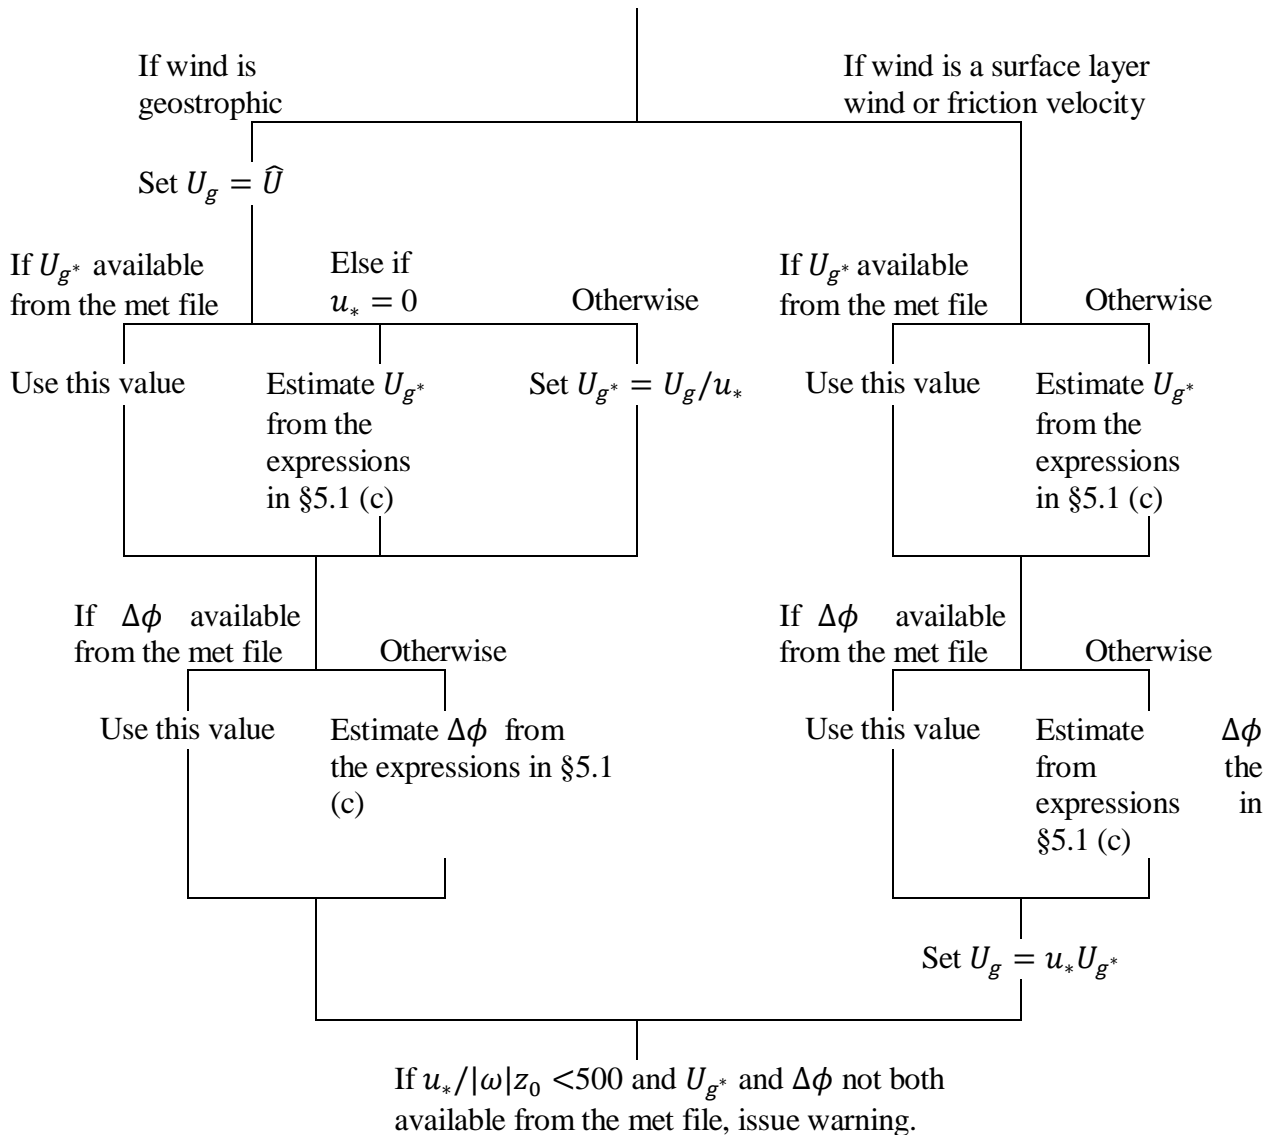 If wind is
geostrophic
If wind is a surface layer
wind or friction velocity
Set U_g = Û
If U_{g*} available
from the met file
Else if
u_* = 0
Otherwise
If U_{g*} available
from the met file
Otherwise
Use this value
Estimate U_{g*}
from the
expressions
in §5.1 (c)
Set U_{g*} = U_g/u_*
Use this value
Estimate U_{g*}
from the
expressions
in §5.1 (c)
If Δϕ available
from the met file
Otherwise
If Δϕ available
from the met file
Otherwise
Use this value
Estimate Δϕ from
the expressions in §5.1
(c)
Use this value
Estimate Δϕ
from the
expressions in
§5.1 (c)
Set U_g = u_*U_{g*}
If u_*/|ω|z_0 <500 and U_{g*} and Δϕ not both
available from the met file, issue warning.